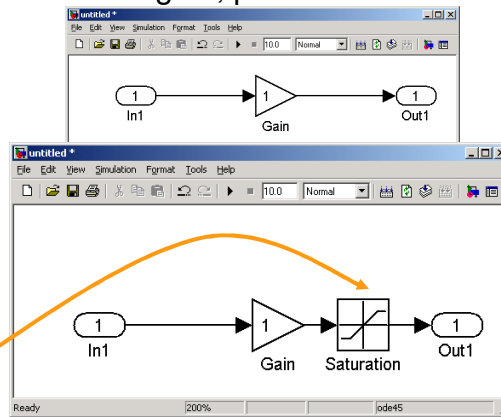 untitled *
File Edit View Simulation Format Tools Help
10.0 Normal
1 1 1
In1 Gain Out1
untitled *
File Edit View Simulation Format Tools Help
10.0 Normal
1 1 1
In1 Gain Saturation Out1
Ready 200% ode45